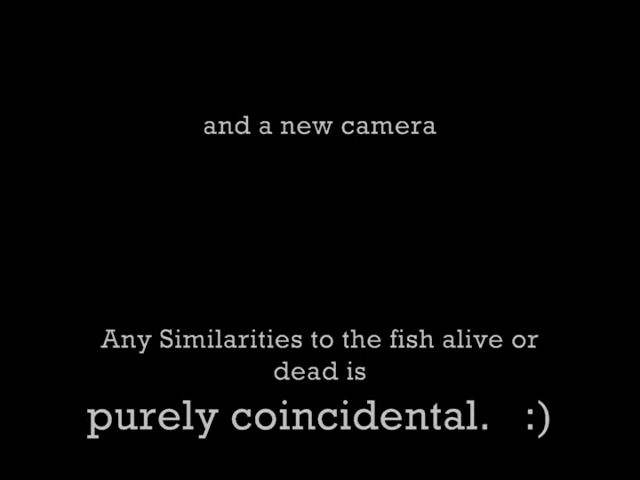 and a new camera
Any Similarities to the fish alive or
dead is
purely coincidental. :)